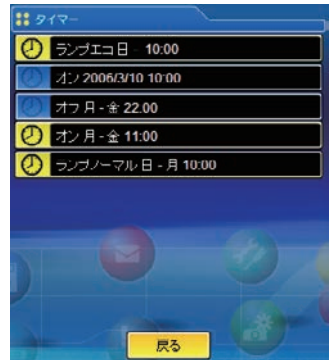 タイマー
ランプエコ 日 - 10:00
オン 2006/3/10 10:00
オフ 月 - 金 22.00
オン 月 - 金 11:00
ランプノーマル 日 - 月 10:00
戻る